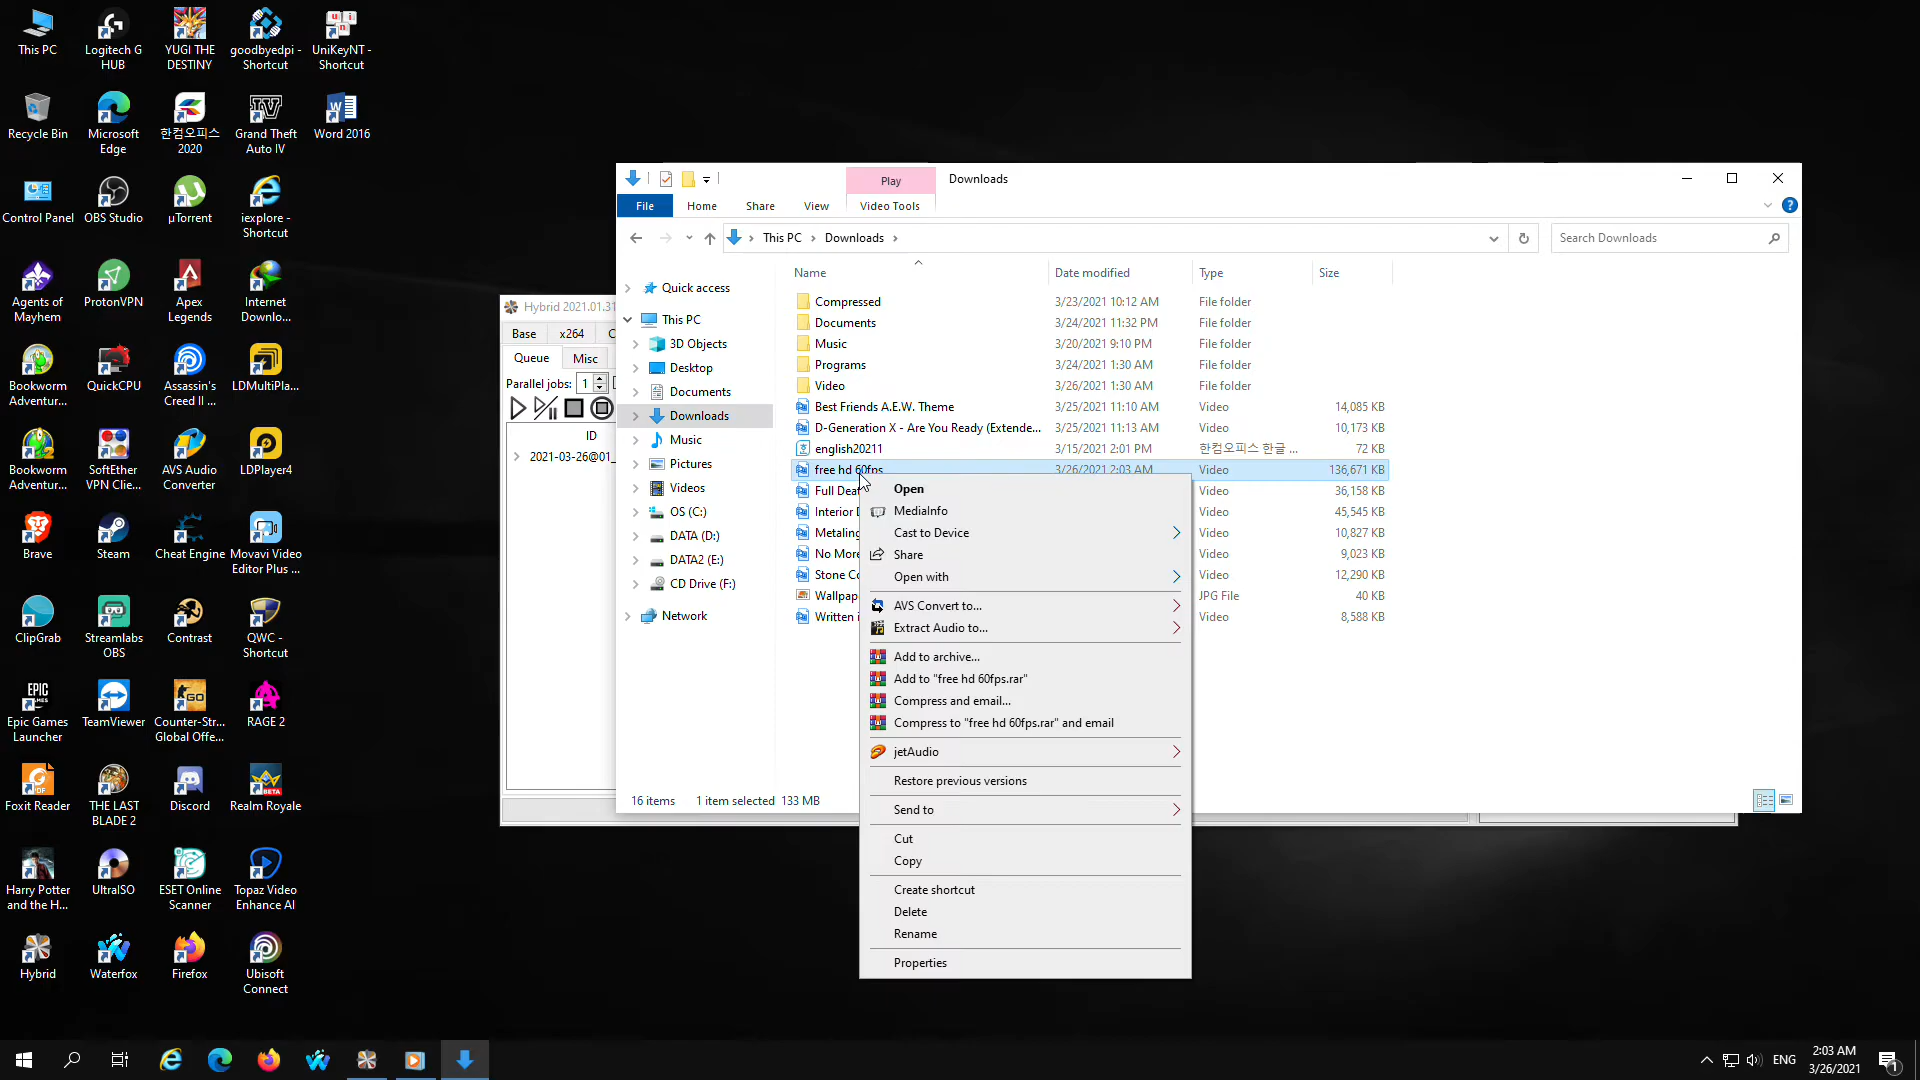 This PC
Logitech G
HUB
YUGI THE
DESTINY
goodbyedpi -
Shortcut
UniKeyNT -
Shortcut
Recycle Bin
Microsoft
Edge
한컴오피스
2020
Grand Theft
Auto IV
Word 2016
Control Panel
OBS Studio
µTorrent
iexplore -
Shortcut
Agents of
Mayhem
ProtonVPN
Apex
Legends
Internet
Downlo...
Bookworm
Adventur...
QuickCPU
Assassin's
Creed II ...
LDMultiPla...
Bookworm
Adventur...
SoftEther
VPN Clie...
AVS Audio
Converter
LDPlayer4
Brave
Steam
Cheat Engine
Movavi Video
Editor Plus ...
ClipGrab
Streamlabs
OBS
Contrast
QWC -
Shortcut
Epic Games
Launcher
TeamViewer
Counter-Str...
Global Offe...
RAGE 2
Foxit Reader
THE LAST
BLADE 2
Discord
Realm Royale
Harry Potter
and the H...
UltraISO
ESET Online
Scanner
Topaz Video
Enhance AI
Hybrid
Waterfox
Firefox
Ubisoft
Connect
Hybrid 2021.01.31
Base x264 C
Queue Misc
Parallel jobs: 1
ID
2021-03-26@01_
Play Downloads
File Home Share View Video Tools
This PC Downloads
Search Downloads
Quick access
This PC
3D Objects
Desktop
Documents
Downloads
Music
Pictures
Videos
OS (C:)
DATA (D:)
DATA2 (E:)
CD Drive (F:)
Network
Name Date modified Type Size
Compressed 3/23/2021 10:12 AM File folder
Documents 3/24/2021 11:32 PM File folder
Music 3/20/2021 9:10 PM File folder
Programs 3/24/2021 1:30 AM File folder
Video 3/26/2021 1:30 AM File folder
Best Friends A.E.W. Theme 3/25/2021 11:10 AM Video 14,085 KB
D-Generation X - Are You Ready (Extende... 3/25/2021 11:13 AM Video 10,173 KB
english20211 3/15/2021 2:01 PM 한컴오피스 한글 ... 72 KB
free hd 60fps 3/26/2021 2:03 AM Video 136,671 KB
Full Dea Video 36,158 KB
Interior Video 45,545 KB
Metaling Video 10,827 KB
No More Video 9,023 KB
Stone Co Video 12,290 KB
Wallpap JPG File 40 KB
Written i Video 8,588 KB
Open
MediaInfo
Cast to Device
Share
Open with
AVS Convert to...
Extract Audio to...
Add to archive...
Add to "free hd 60fps.rar"
Compress and email...
Compress to "free hd 60fps.rar" and email
jetAudio
Restore previous versions
Send to
Cut
Copy
Create shortcut
Delete
Rename
Properties
16 items 1 item selected 133 MB
ENG
2:03 AM
3/26/2021
1